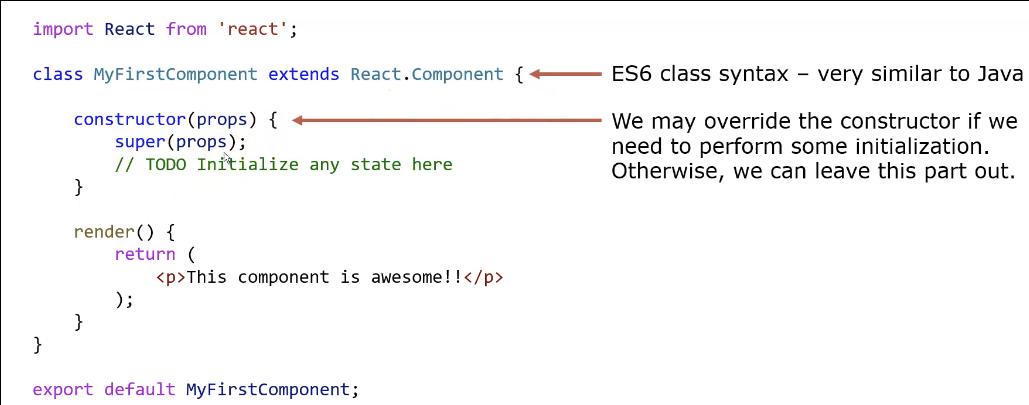 import React from 'react';
class MyFirstComponent extends React.Component {
ES6 class syntax – very similar to Java
constructor(props) {
super(props);
// TODO Initialize any state here
}
We may override the constructor if we
need to perform some initialization.
Otherwise, we can leave this part out.
render() {
return (
<p>This component is awesome!!</p>
);
}
}
export default MyFirstComponent;